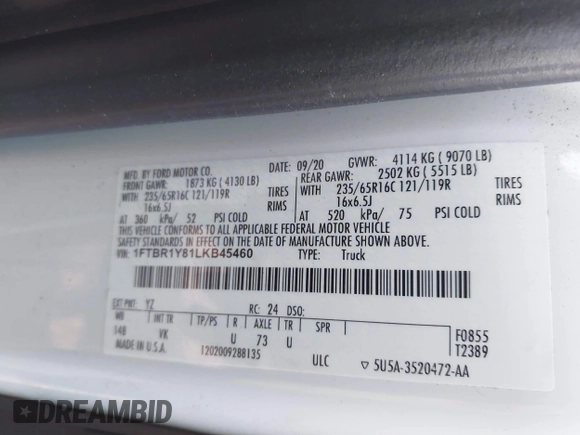 MFD. BY FORD MOTOR CO. 09/20 GVWR: 4114 KG ( 9070 LB)
FRONT GAWR: 1873 KG ( 4130 LB) REAR GAWR: 2502 KG ( 5515 LB)
WITH 235/65R16C 121/119R TIRES WITH 235/65R16C 121/119R TIRES
16x6.5J RIMS 16x6.5J RIMS
AT 360 kPa/ 52 PSI COLD AT 520 kPa/ 75 PSI COLD
THIS VEHICLE CONFORMS TO ALL APPLICABLE FEDERAL MOTOR VEHICLE
SAFETY STANDARDS IN EFFECT ON THE DATE OF MANUFACTURE SHOWN ABOVE.
VIN: 1FTBR1Y81LKB45460 TYPE: Truck
EXT PNT: YZ RC: 24 DSO:
WB INT TR TP/PS R AXLE TR SPR F0855
148 VK U 73 U T2389
MADE IN U.S.A. 1202009288135 ULC ▽ 5U5A-3520472-AA
DREAMBID